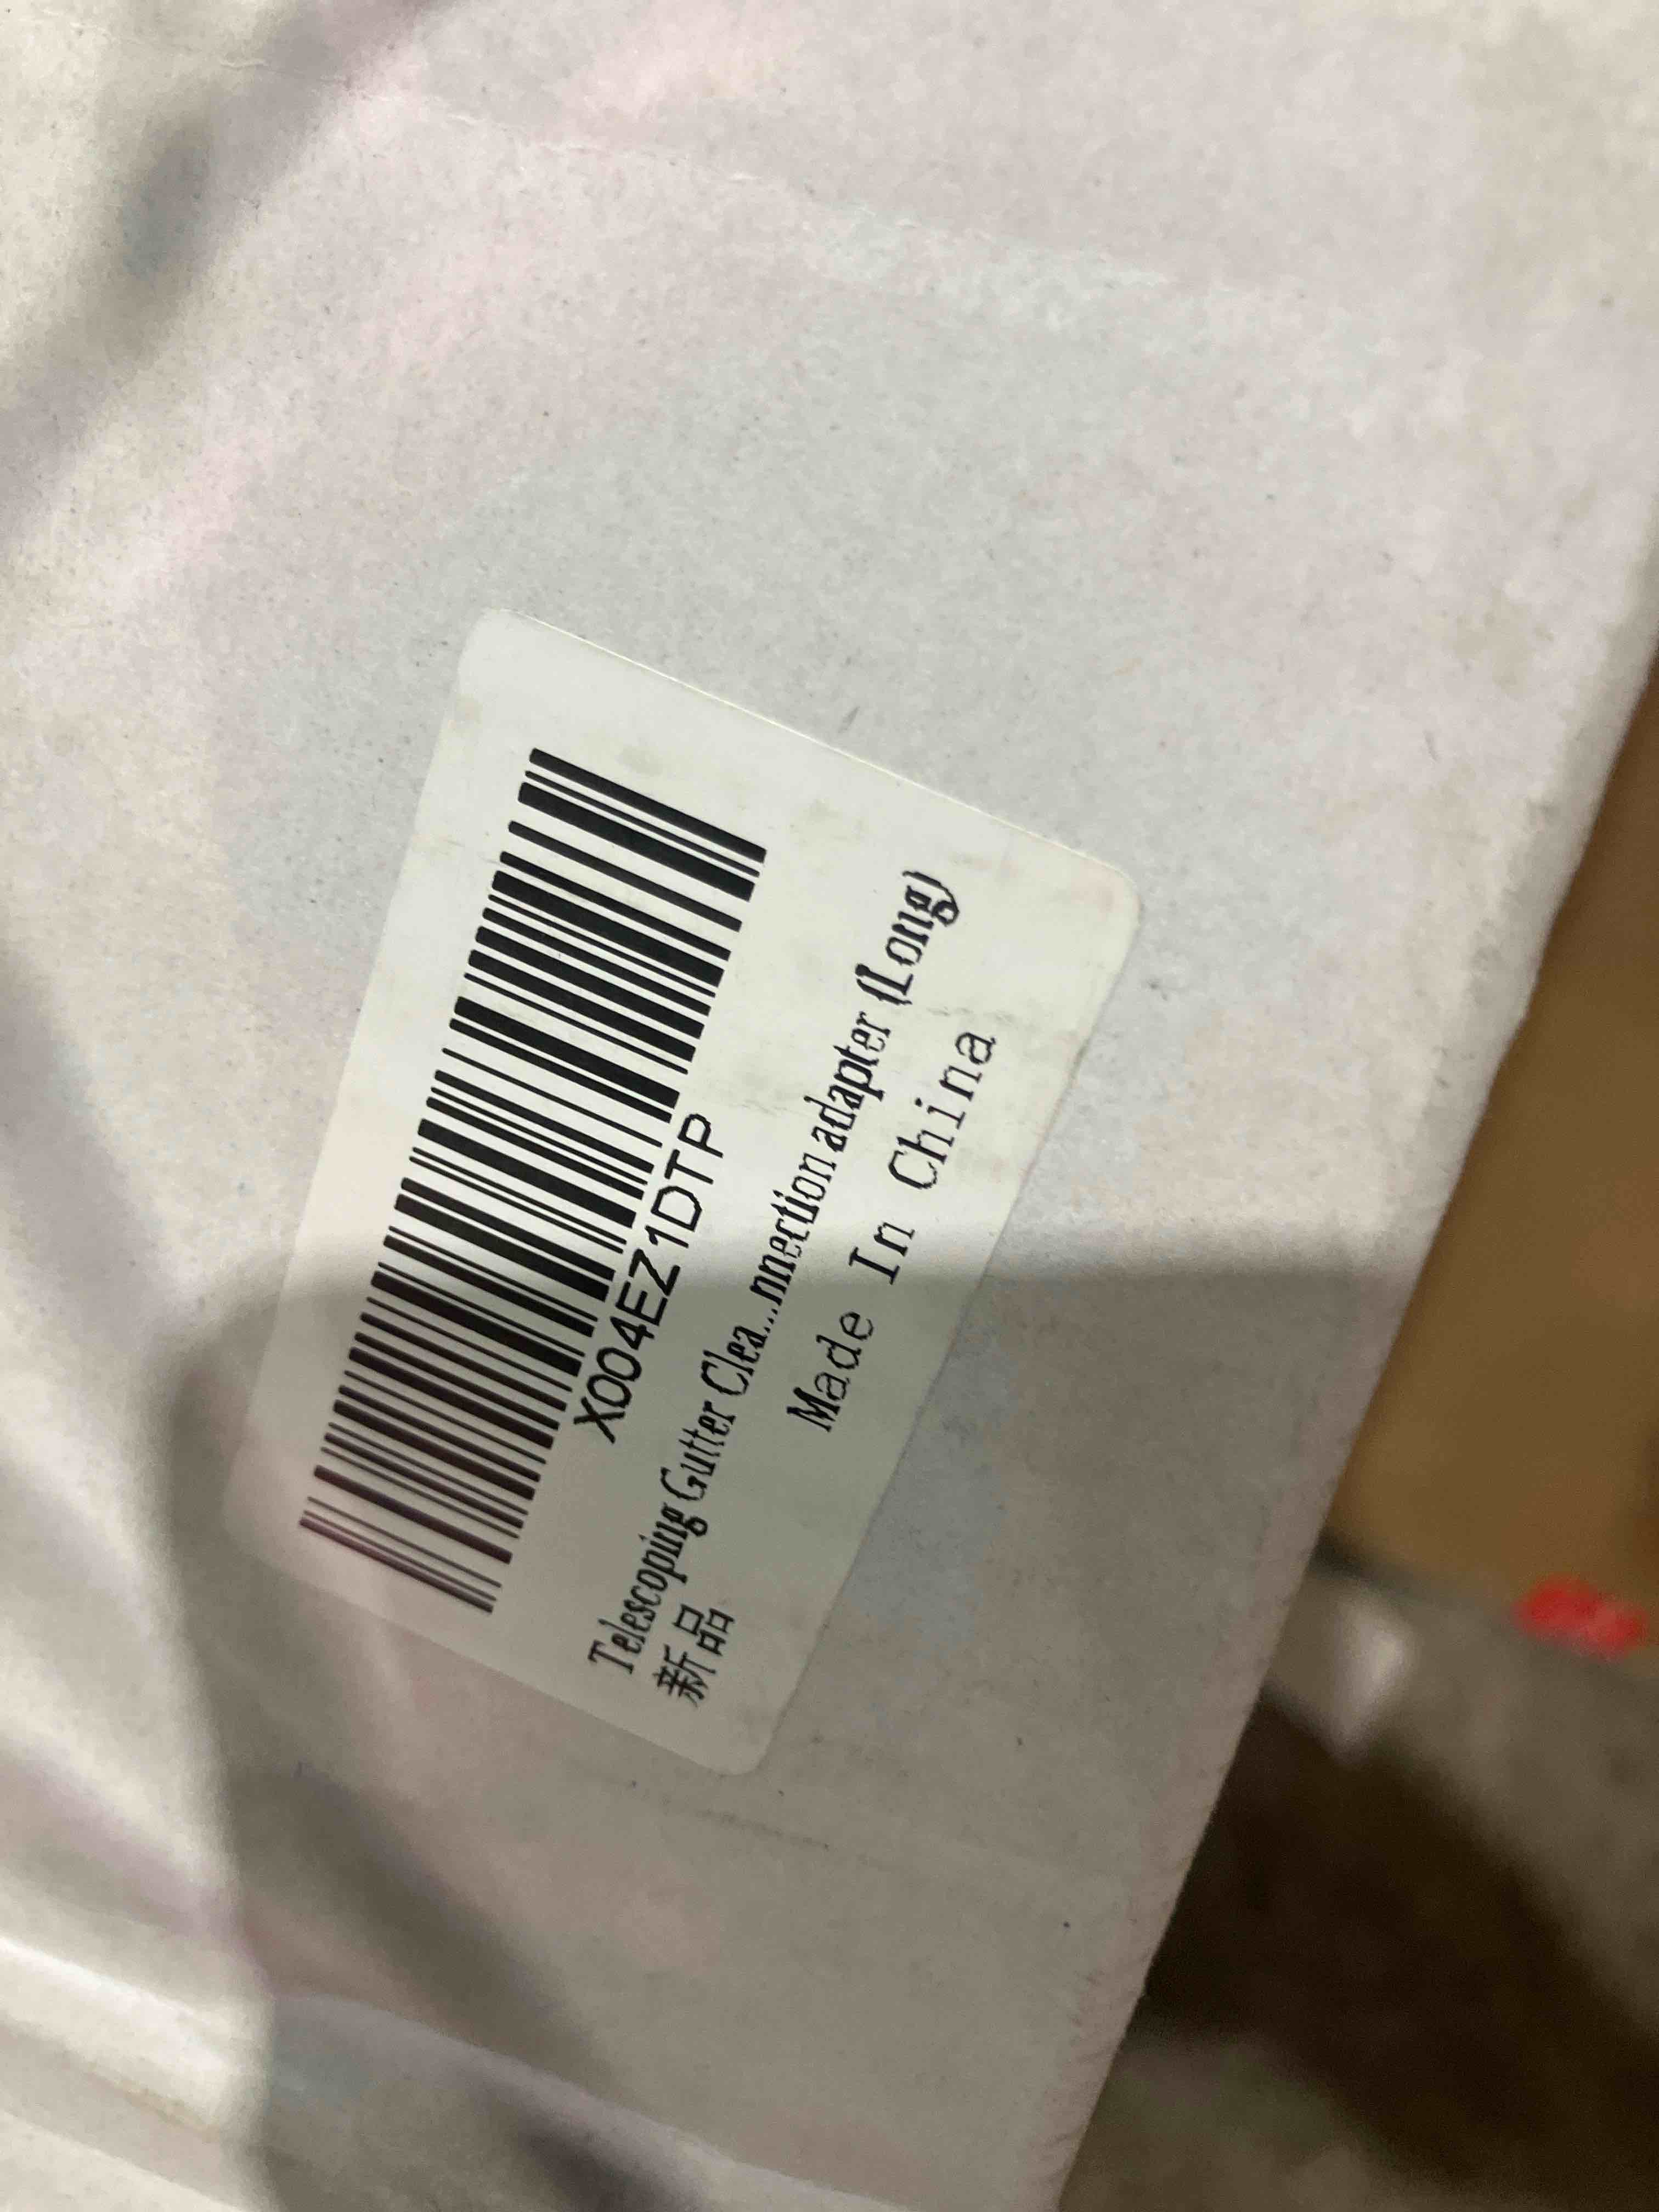 X004EZ1DTP
Telescoping Gutter Clea...nnection adapter (Long)
新品
Made In China